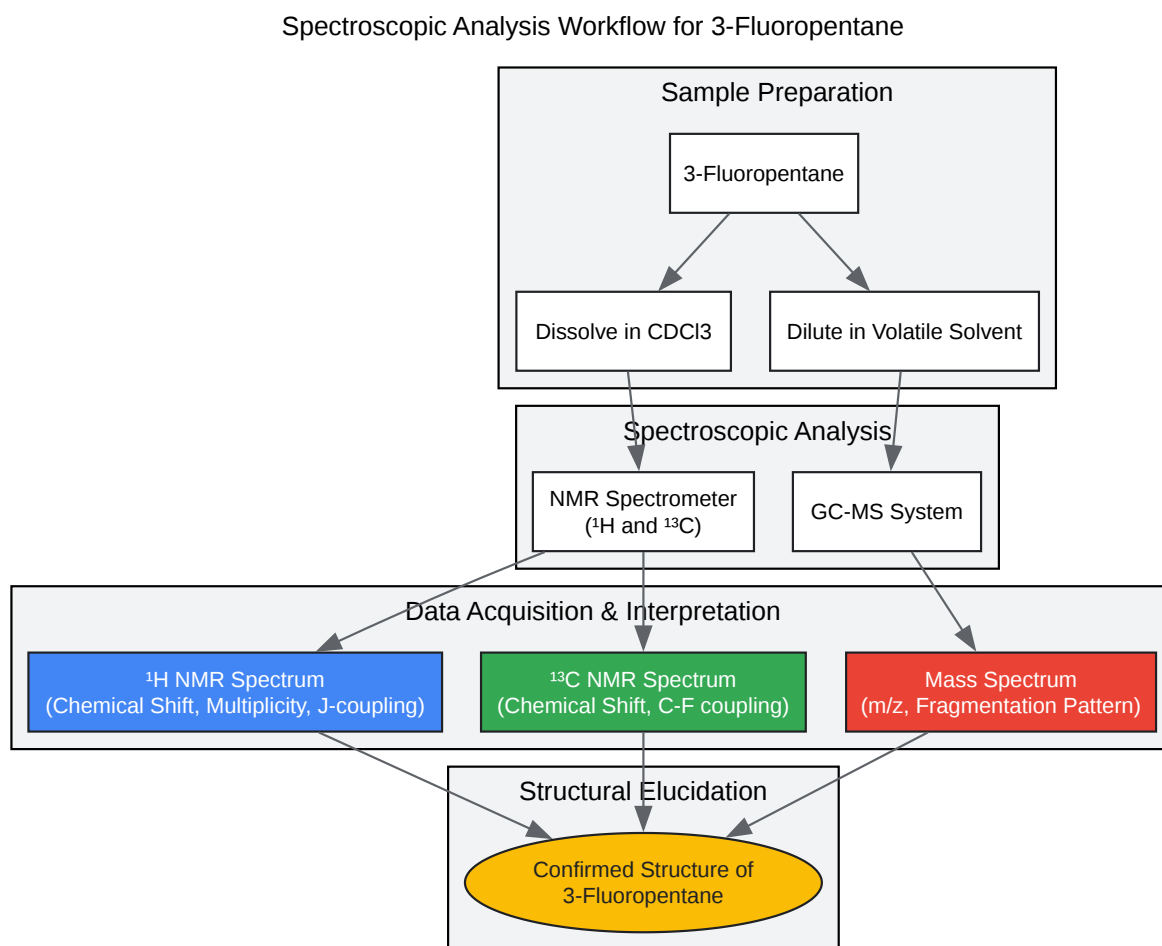 Spectroscopic Analysis Workflow for 3-Fluoropentane
Sample Preparation
3-Fluoropentane
Dissolve in CDCl3
Dilute in Volatile Solvent
Spectroscopic Analysis
NMR Spectrometer
(¹H and ¹³C)
GC-MS System
Data Acquisition & Interpretation
¹H NMR Spectrum
(Chemical Shift, Multiplicity, J-coupling)
¹³C NMR Spectrum
(Chemical Shift, C-F coupling)
Mass Spectrum
(m/z, Fragmentation Pattern)
Structural Elucidation
Confirmed Structure of
3-Fluoropentane